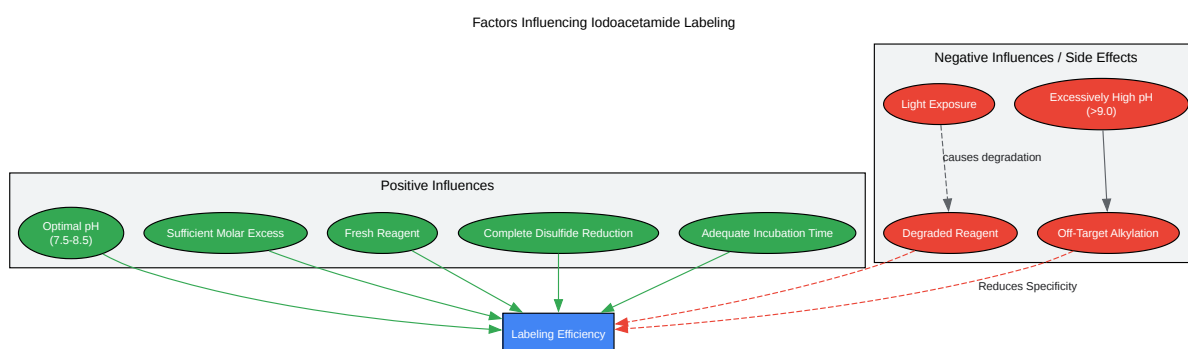 Factors Influencing Iodoacetamide Labeling
Negative Influences / Side Effects
Light Exposure
Excessively High pH
(>9.0)
causes degradation
Positive Influences
Optimal pH
(7.5-8.5)
Sufficient Molar Excess
Fresh Reagent
Complete Disulfide Reduction
Adequate Incubation Time
Degraded Reagent
Off-Target Alkylation
Reduces Specificity
Labeling Efficiency